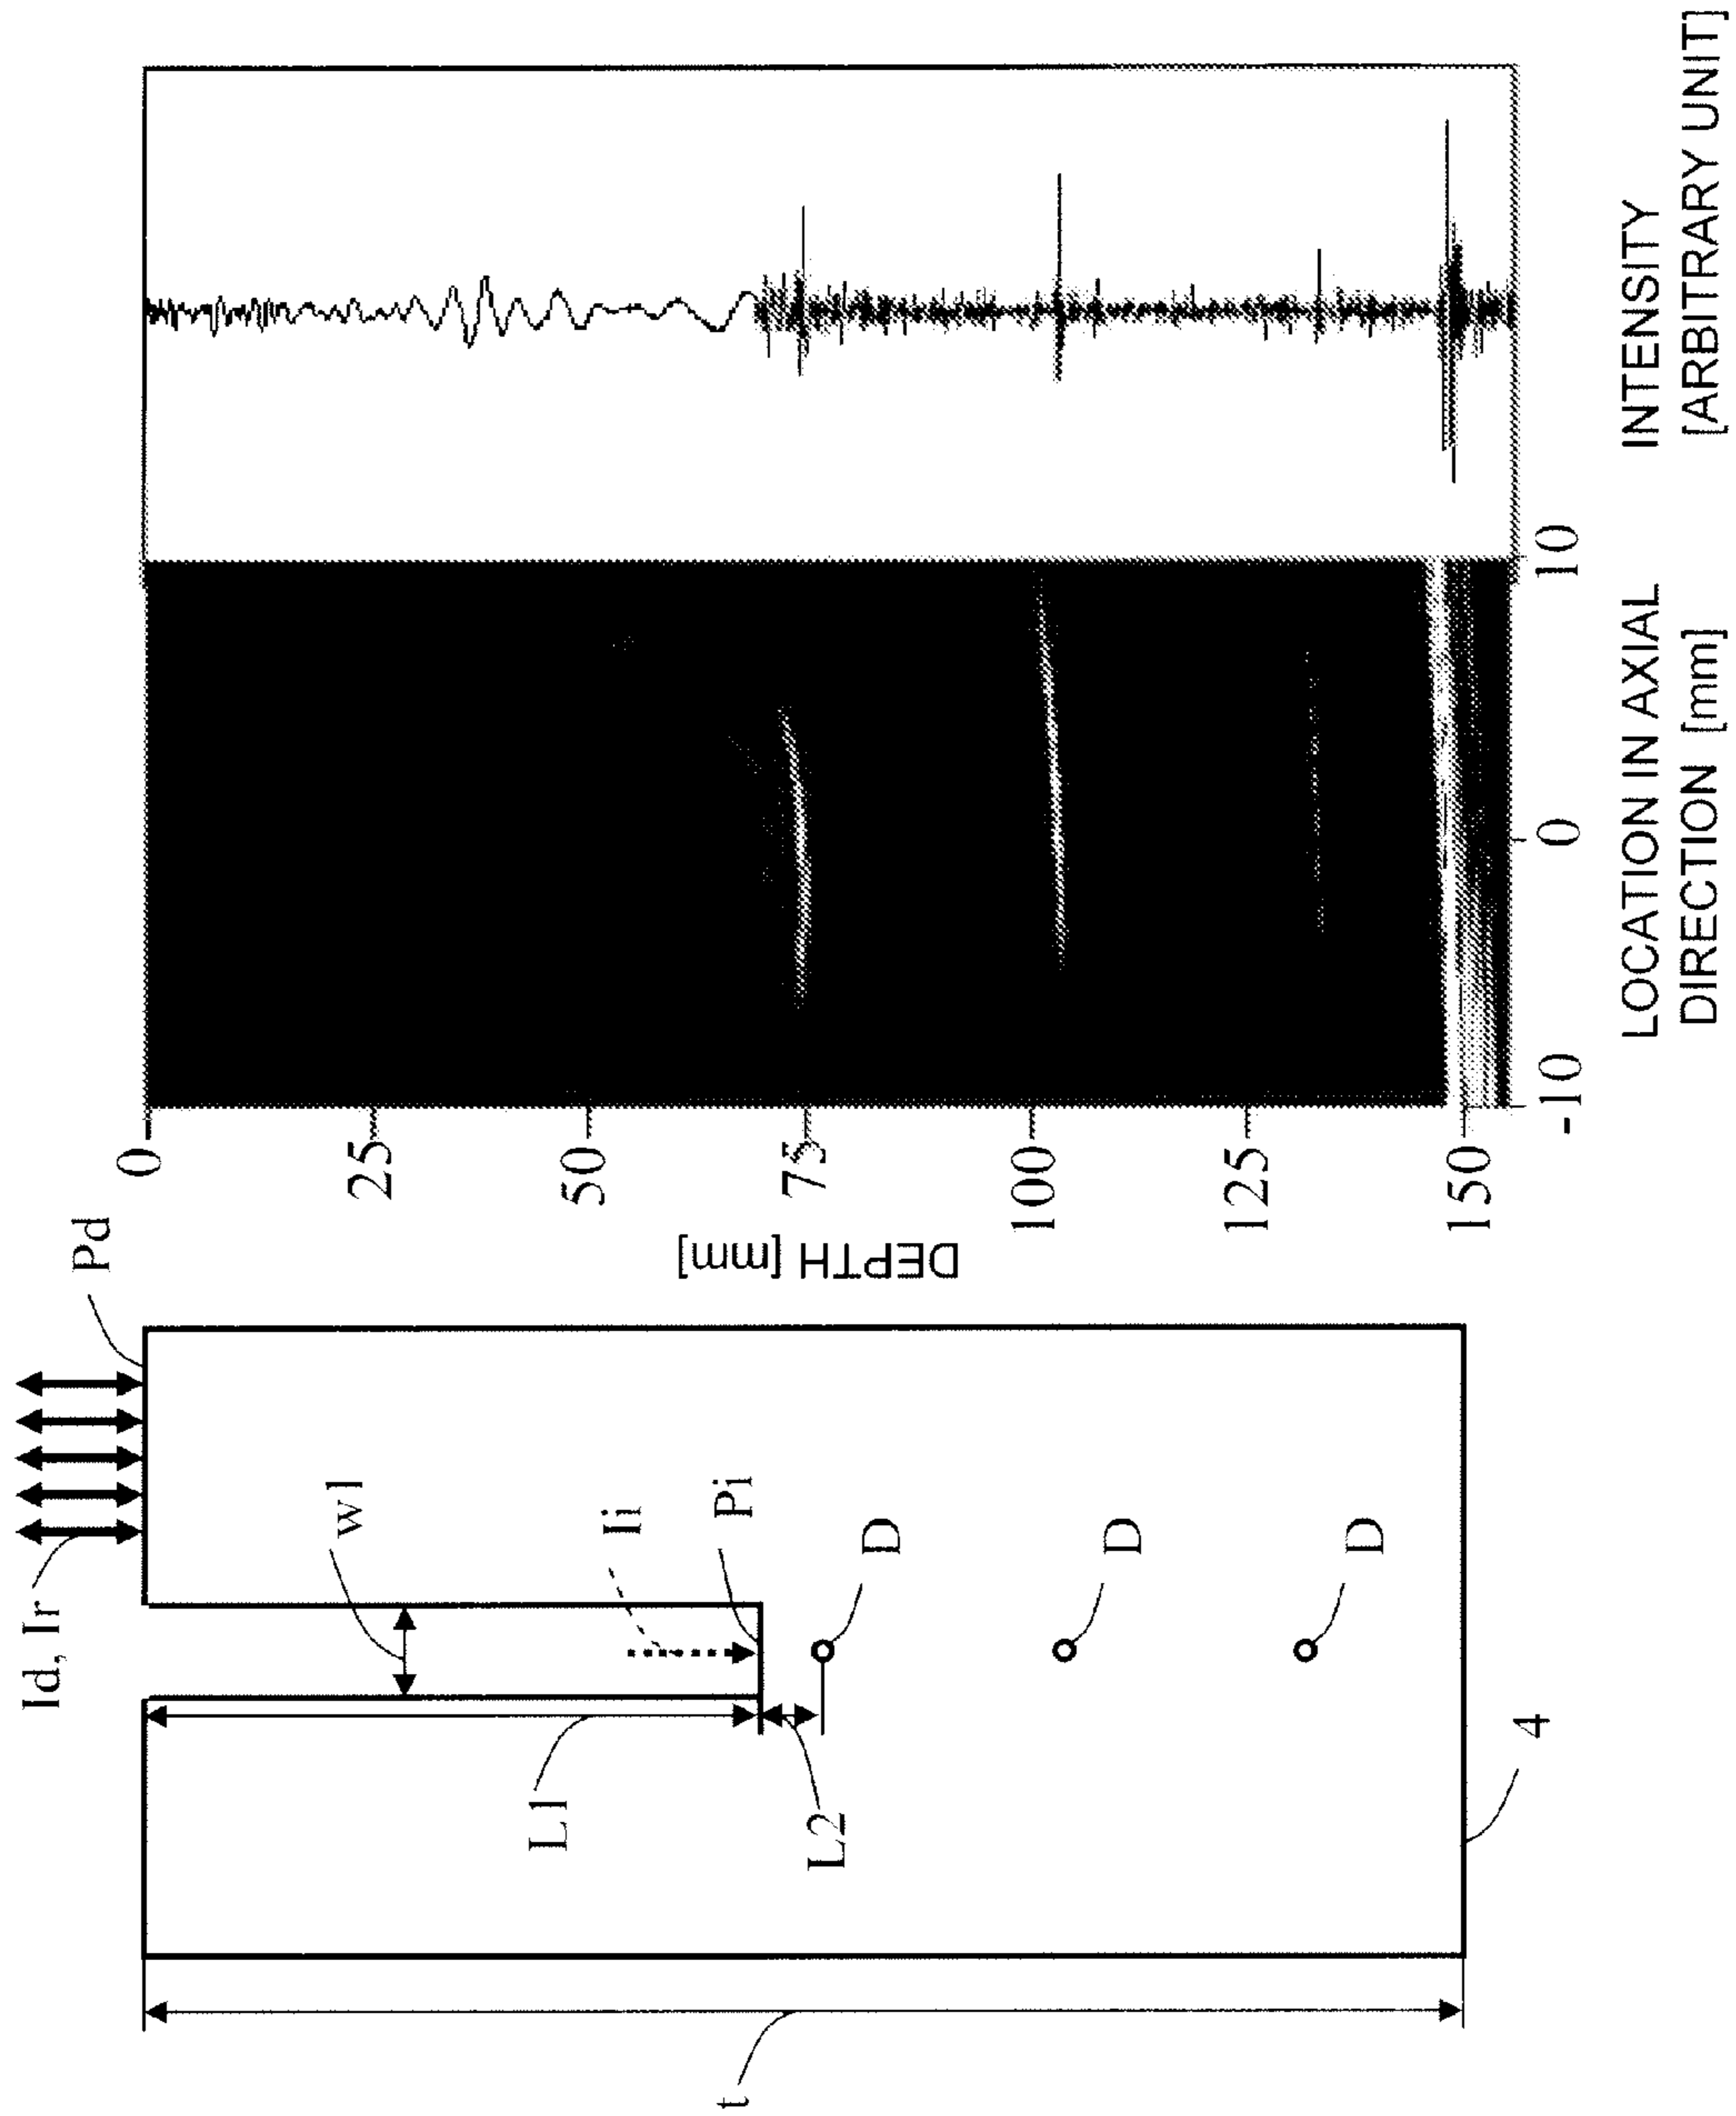 Id, Ir
Pd
w1
Ii
Pi
L1
L2
D
D
D
t
4
DEPTH [mm]
0
25
50
75
100
125
150
-10
0
10
LOCATION IN AXIAL
DIRECTION [mm]
INTENSITY
[ARBITRARY UNIT]